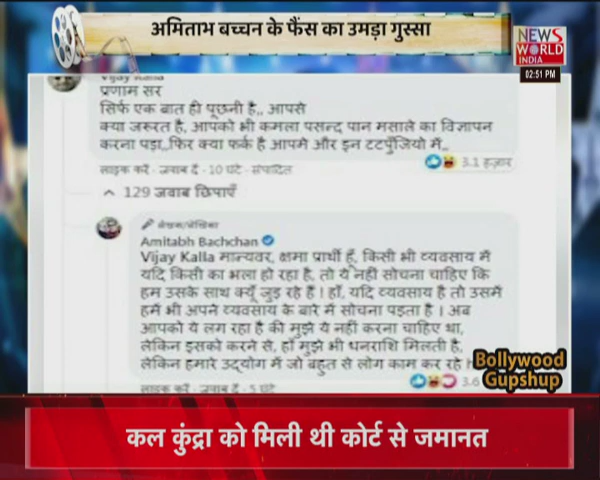 अमिताभ बच्चन के फैंस का उमड़ा गुस्सा
NEWS
WORLD
INDIA
02:51 PM
Vijay Kalla
प्रणाम सर
सिर्फ एक बात ही पूछनी है,. आपसे
क्या जरूरत है, आपको भी कमला पसन्द पान मसाले का विज्ञापन
करना पड़ा,.फिर क्या फर्क है आपमे और इन टटपुँजियो में,.
लाइक करें · जवाब दें · 10 घंटे · संपादित
3.1 हज़ार
129 जवाब छिपाएँ
लेखक/लेखिका
Amitabh Bachchan
Vijay Kalla मान्यवर, क्षमा प्रार्थी हूँ, किसी भी व्यवसाय में
यदि किसी का भला हो रहा है, तो ये नहीं सोचना चाहिए कि
हम उसके साथ क्यूँ जुड़ रहे हैं ! हाँ, यदि व्यवसाय है तो उसमें
हमें भी अपने व्यवसाय के बारे में सोचना पड़ता है । अब
आपको ये लग रहा है की मुझे ये नहीं करना चाहिए था,
लेकिन इसको करने से, हाँ मुझे भी धनराशि मिलती है,
लेकिन हमारे उद्योग में जो बहुत से लोग काम कर रहे
लाइक करें · जवाब दें · 5 घंटे
3.6
Bollywood
Gupshup
कल कुंद्रा को मिली थी कोर्ट से जमानत